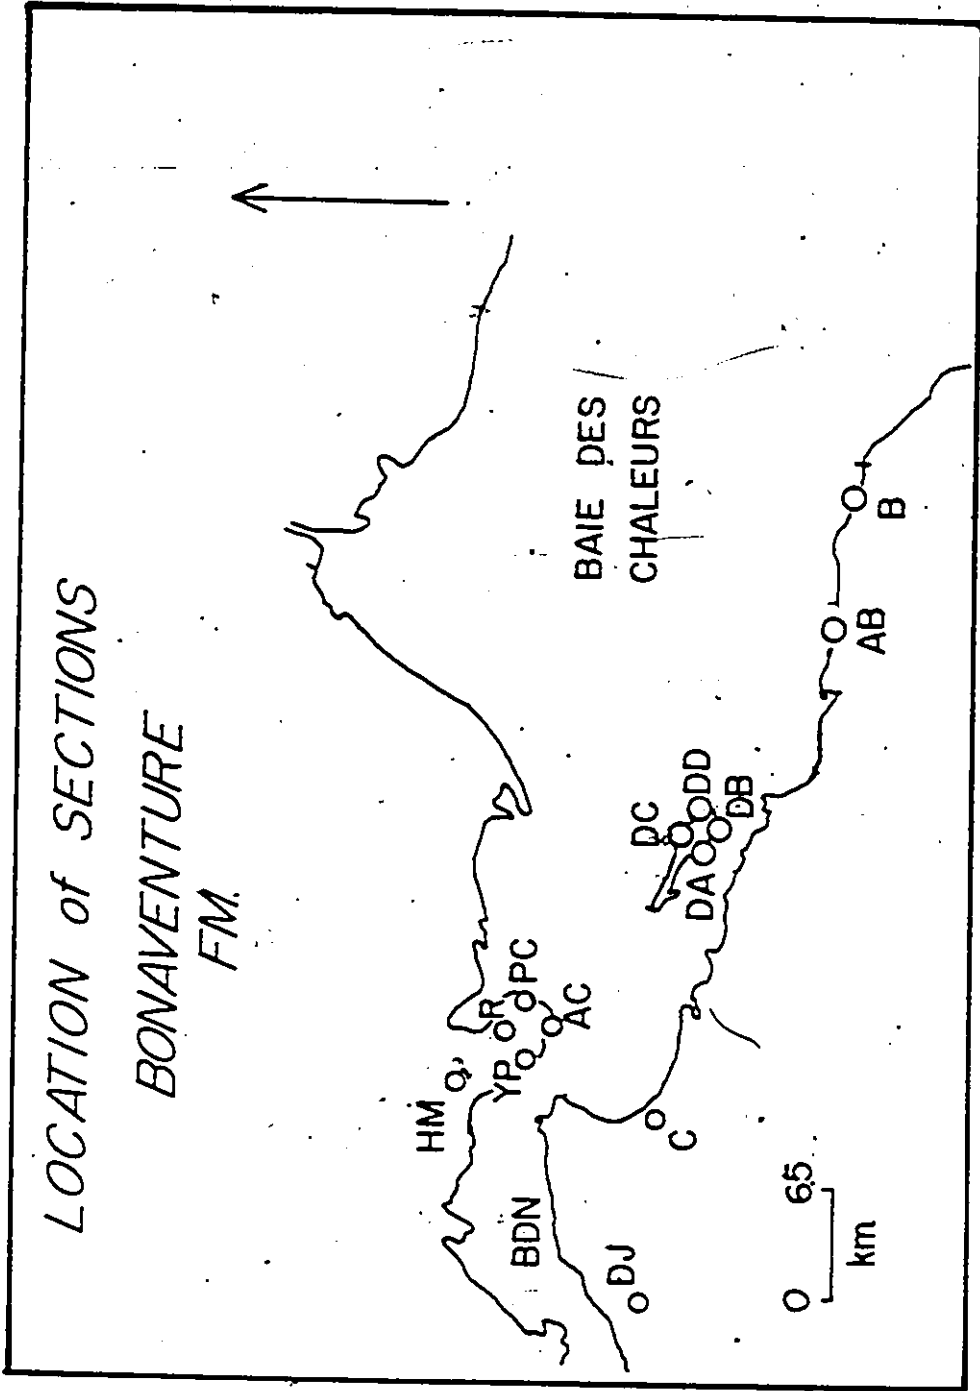 LOCATION of SECTIONS
BONAVENTURE
FM.
HM
R
PC
YP
AC
BDN
DJ
C
DC
DD
DA
DB
BAIE DES
CHALEURS
AB
B
0 6.5
km